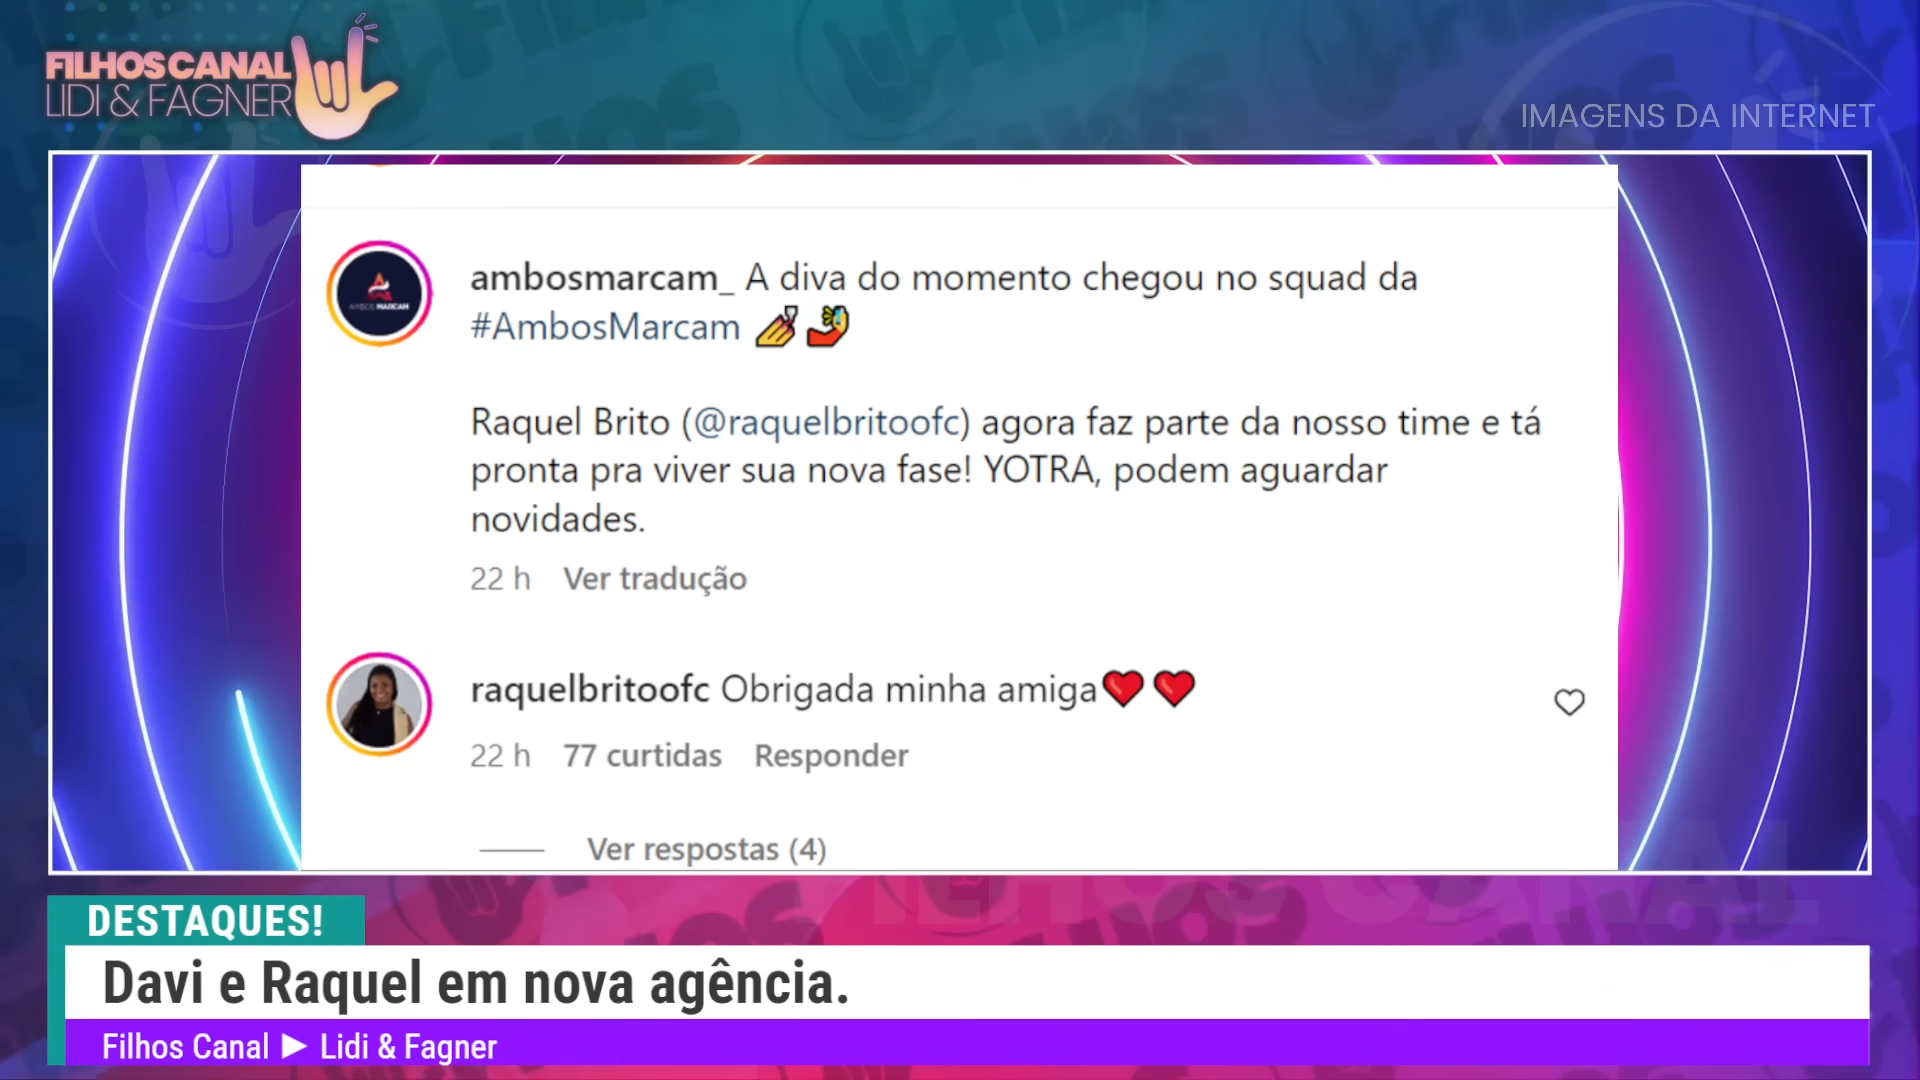 FILHOS CANAL
LIDI & FAGNER
IMAGENS DA INTERNET
AMBOS MARCAM
ambosmarcam_ A diva do momento chegou no squad da
#AmbosMarcam 💅🤳
Raquel Brito (@raquelbritoofc) agora faz parte da nosso time e tá
pronta pra viver sua nova fase! YOTRA, podem aguardar
novidades.
22 h Ver tradução
raquelbritoofc Obrigada minha amiga❤️❤️
22 h 77 curtidas Responder
Ver respostas (4)
DESTAQUES!
Davi e Raquel em nova agência.
Filhos Canal ► Lidi & Fagner